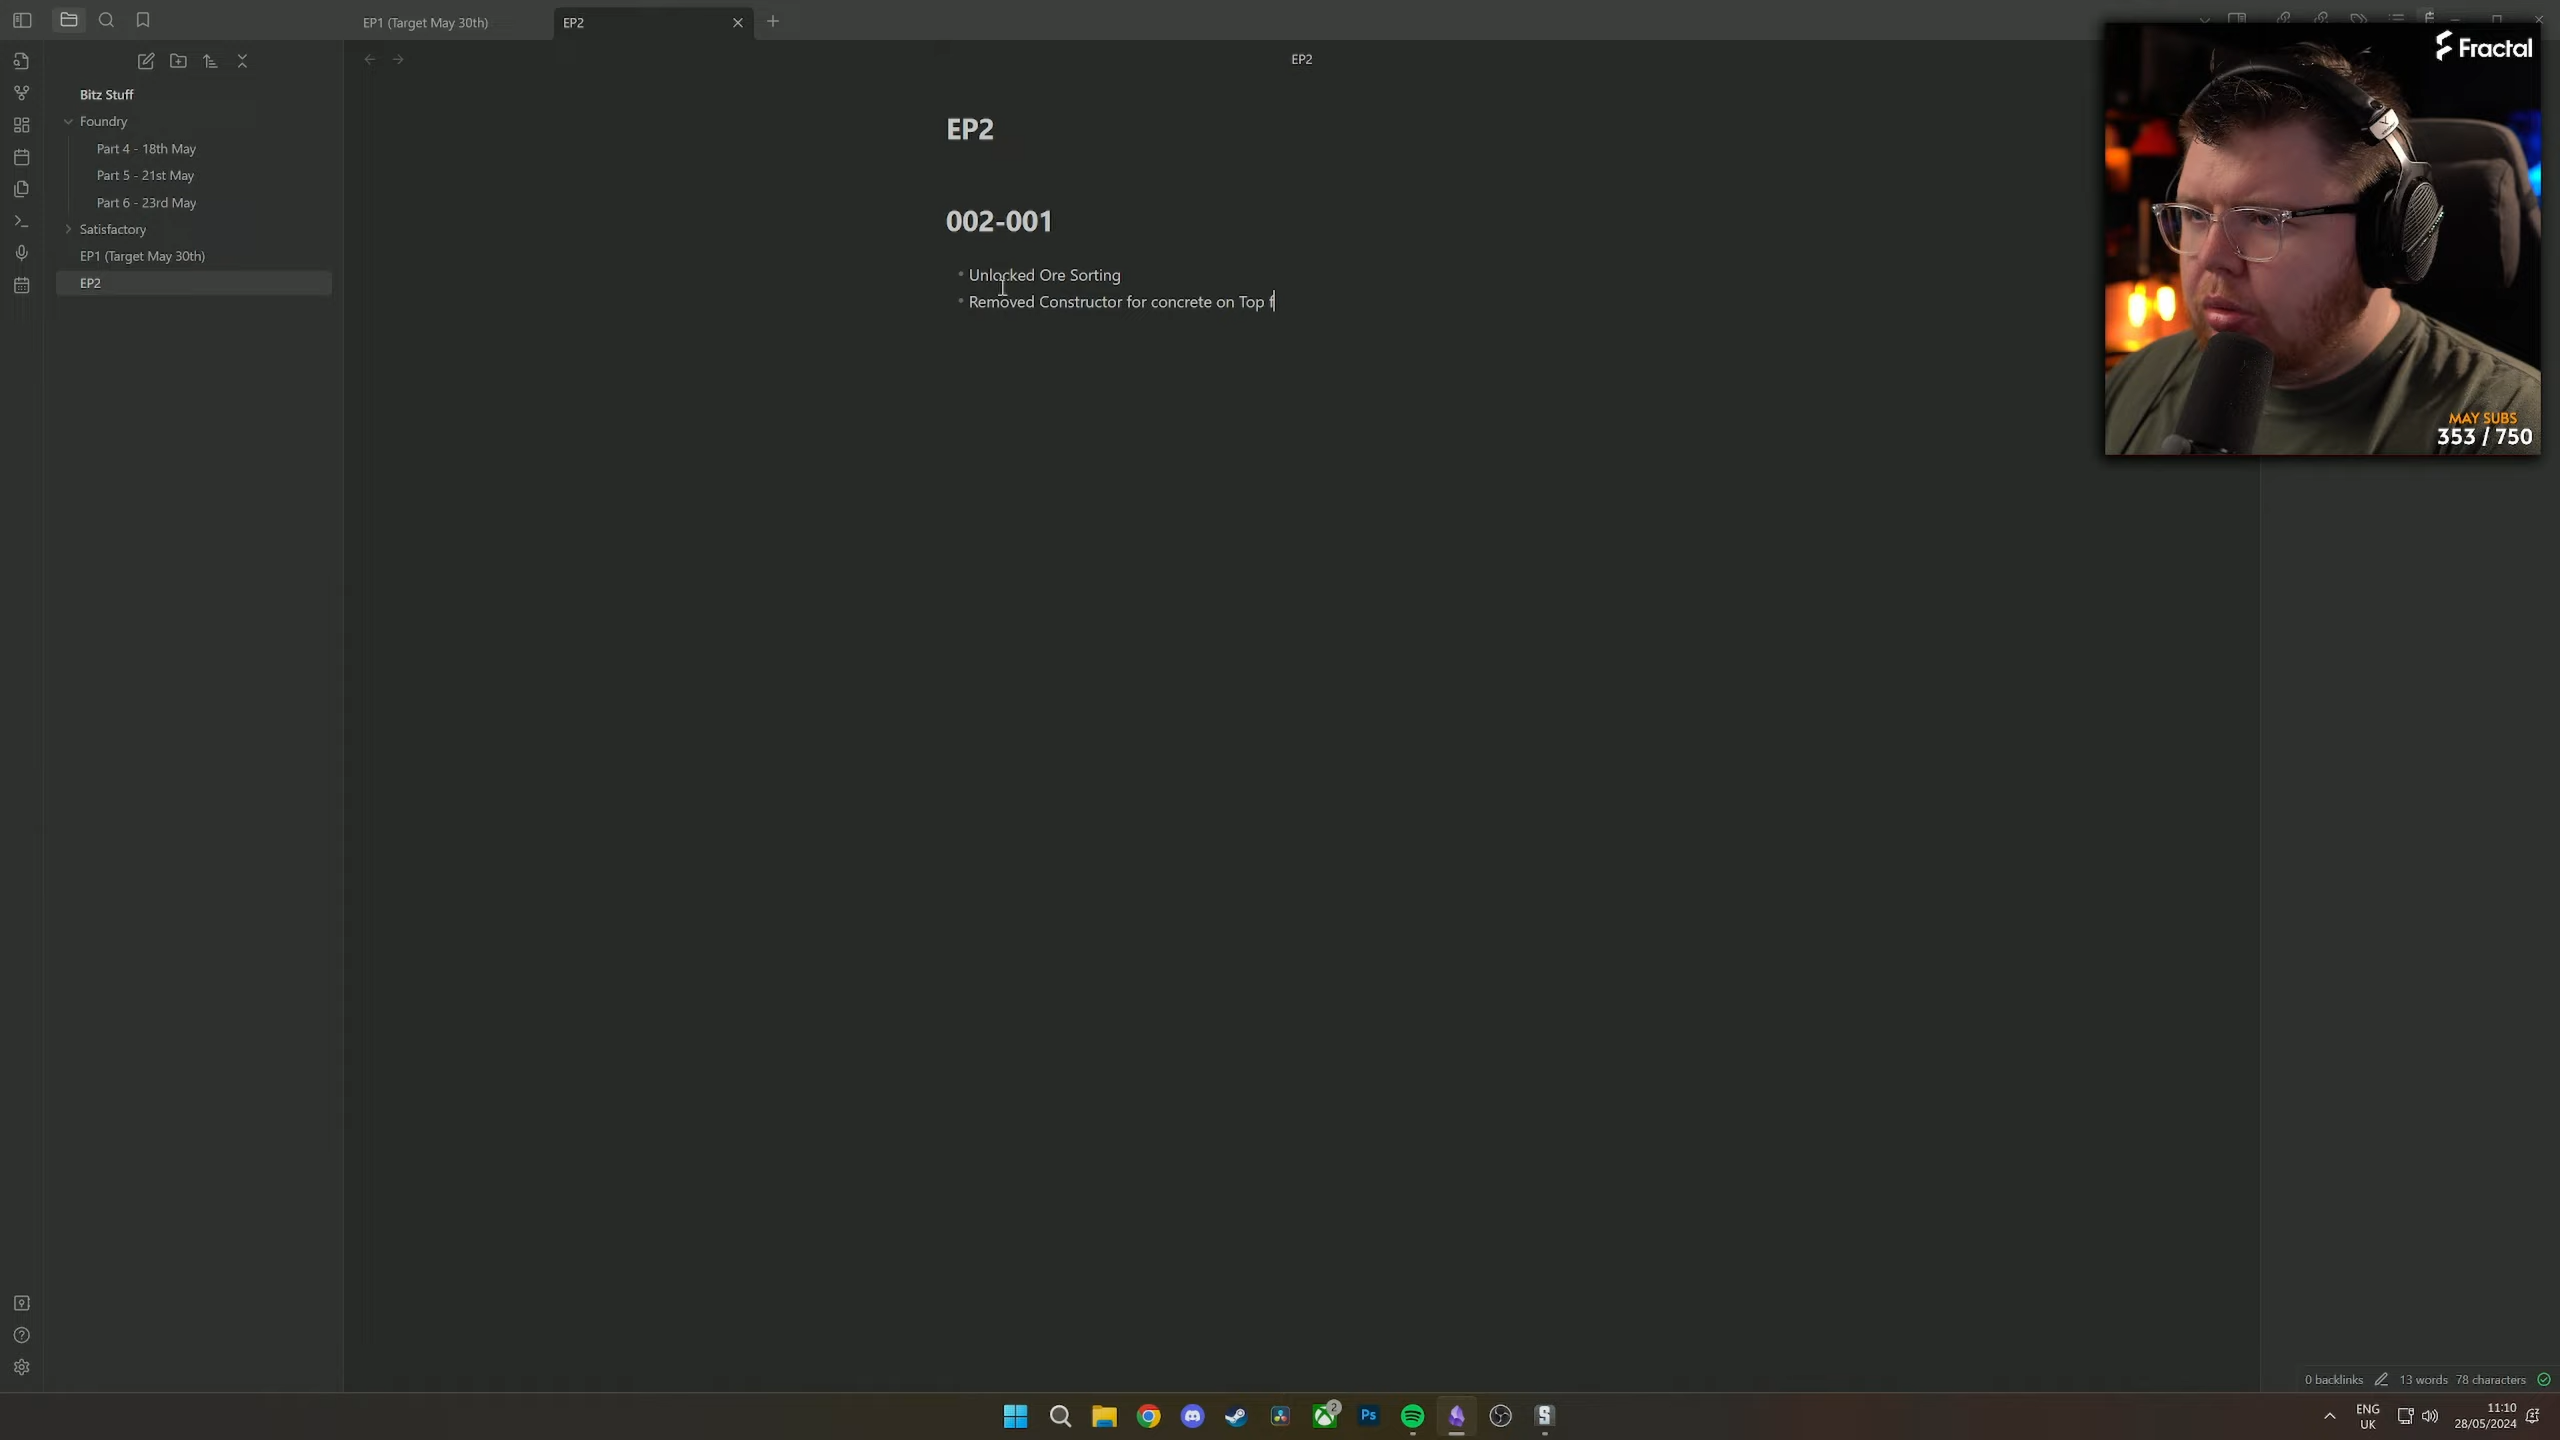 EP1 (Target May 30th)
EP2
EP2
Bitz Stuff
Foundry
Part 4 - 18th May
Part 5 - 21st May
Part 6 - 23rd May
Satisfactory
EP1 (Target May 30th)
EP2
EP2
002-001
Unlocked Ore Sorting
Removed Constructor for concrete on Top f
Fractal
MAY SUBS
353 / 750
0 backlinks 13 words 78 characters
2
Ps
ENG
UK
11:10
28/05/2024